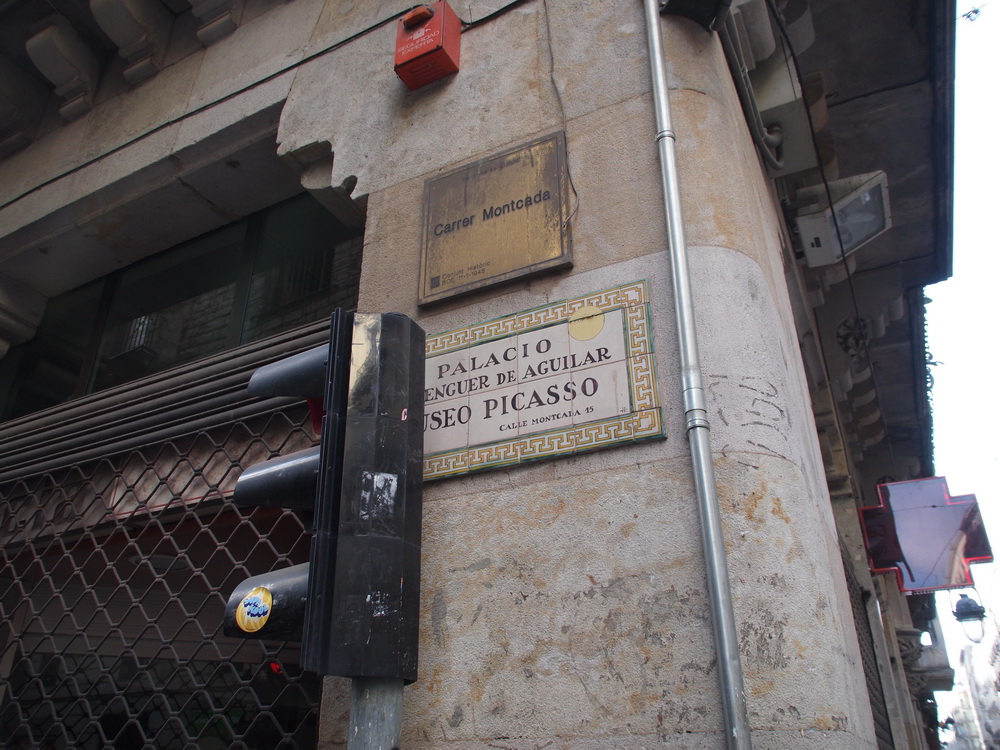 Carrer Montcada
PALACIO
ENGUER DE AGUILAR
USEO PICASSO
CALLE MONTCADA 15